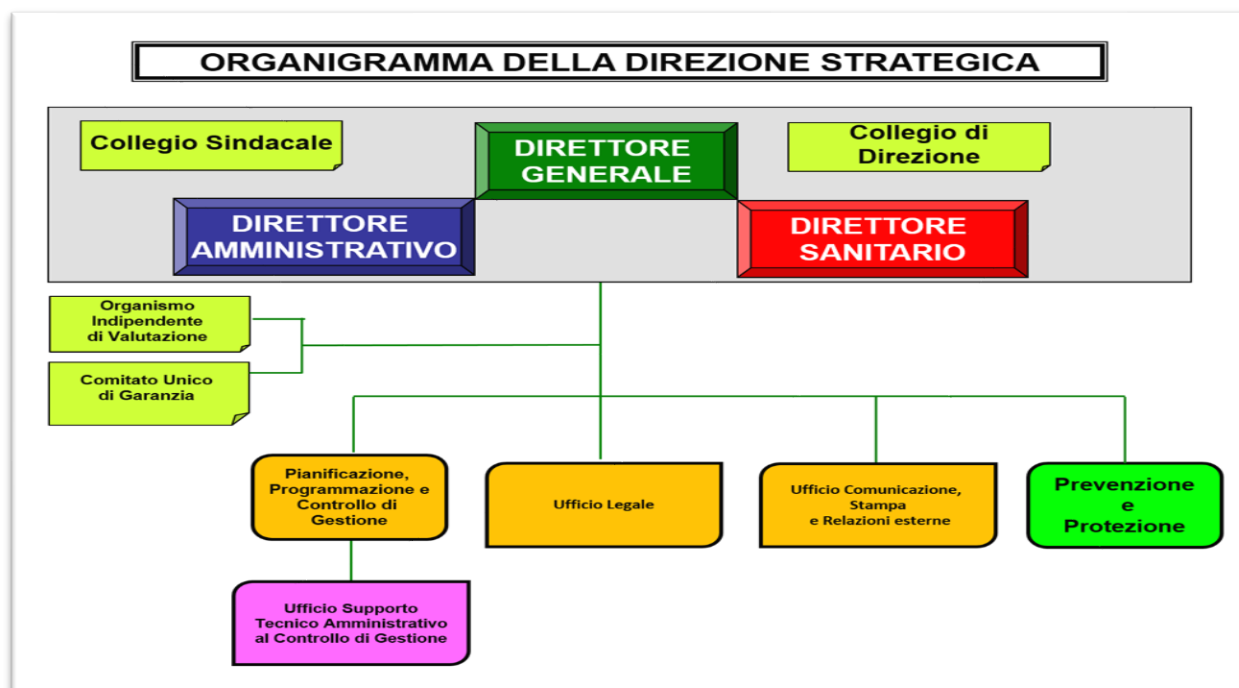 ORGANIGRAMMA DELLA DIREZIONE STRATEGICA
Collegio Sindacale
DIRETTORE
GENERALE
Collegio di
Direzione
DIRETTORE
AMMINISTRATIVO
DIRETTORE
SANITARIO
Organismo
Indipendente
di Valutazione
Comitato Unico
di Garanzia
Pianificazione,
Programmazione e
Controllo di
Gestione
Ufficio Legale
Ufficio Comunicazione,
Stampa
e Relazioni esterne
Prevenzione
e
Protezione
Ufficio Supporto
Tecnico Amministrativo
al Controllo di Gestione